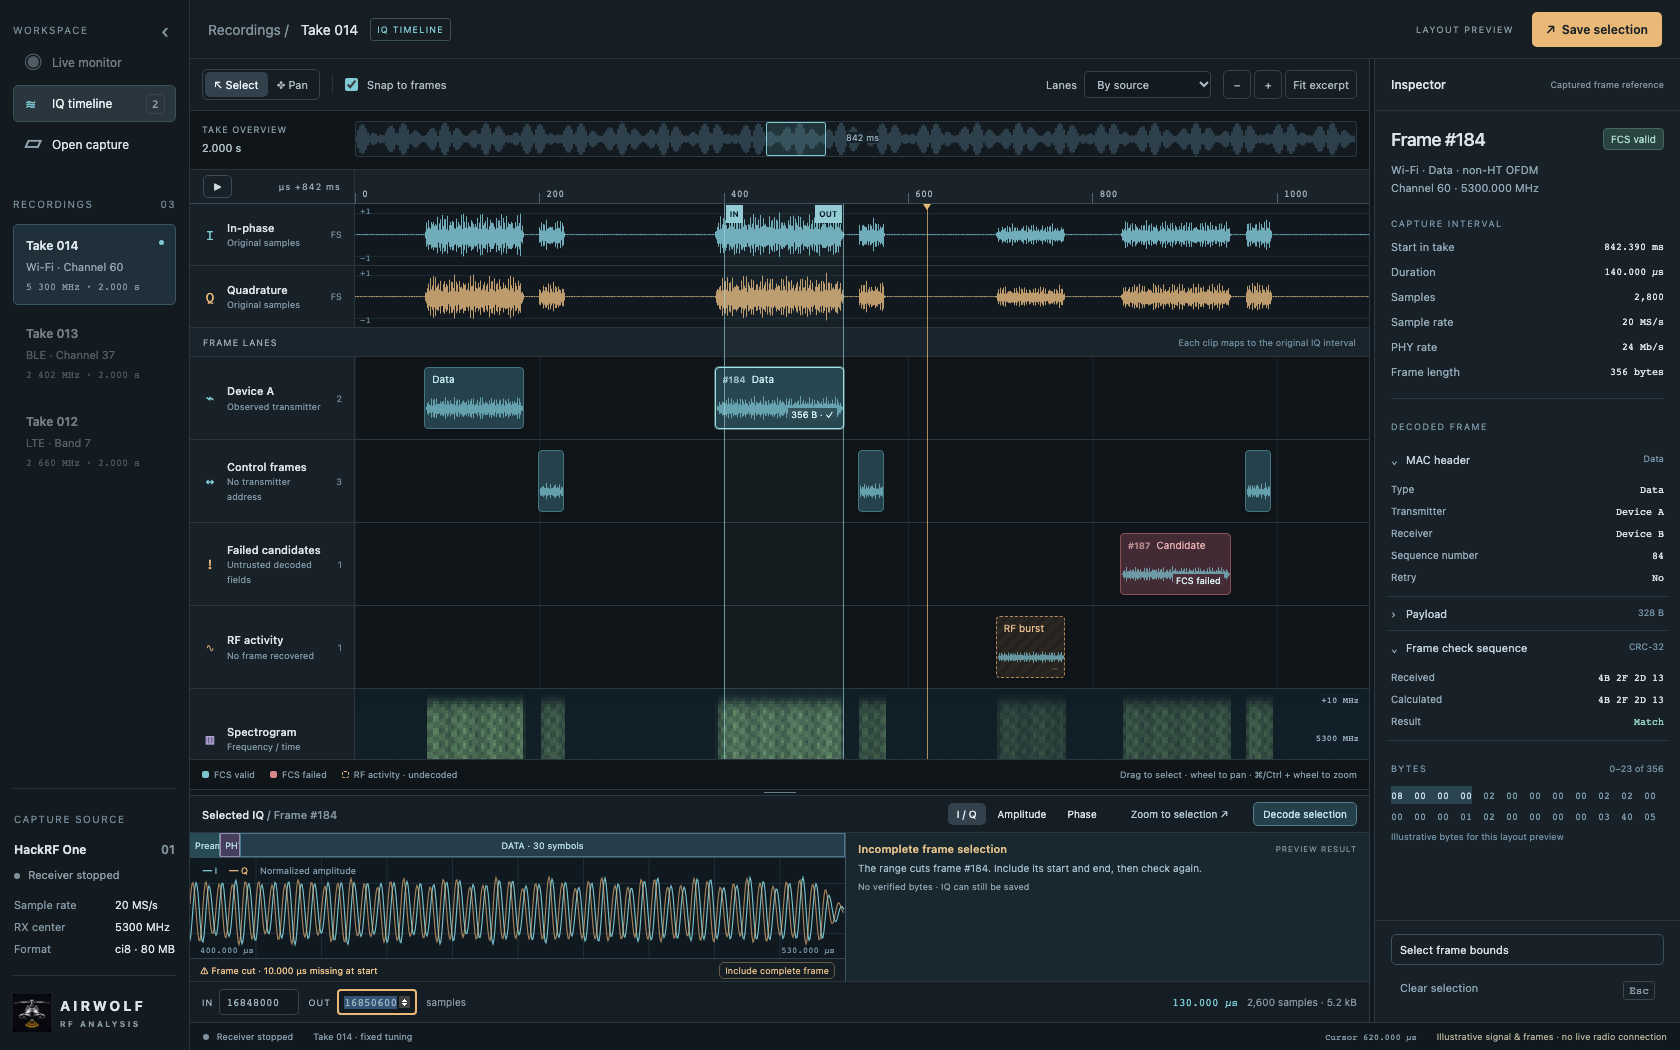 WORKSPACE
Live monitor
IQ timeline 2
Open capture
RECORDINGS 03
Take 014
Wi-Fi · Channel 60
5 300 MHz · 2.000 s
Take 013
BLE · Channel 37
2 402 MHz · 2.000 s
Take 012
LTE · Band 7
2 660 MHz · 2.000 s
CAPTURE SOURCE
HackRF One 01
Receiver stopped
Sample rate 20 MS/s
RX center 5300 MHz
Format ci8 · 80 MB
AIRWOLF
RF ANALYSIS
Recordings / Take 014 IQ TIMELINE
LAYOUT PREVIEW
↗ Save selection
Select Pan
Snap to frames
Lanes By source − + Fit excerpt
TAKE OVERVIEW
2.000 s
842 ms
µs +842 ms
0 200 400 600 800 1000
I In-phase
Original samples
FS
+1
−1
IN OUT
Q Quadrature
Original samples
FS
+1
−1
FRAME LANES
Each clip maps to the original IQ interval
Device A
Observed transmitter
2
Data
#184 Data
356 B · ✓
Control frames
No transmitter
address
3
! Failed candidates
Untrusted decoded
fields
1
#187 Candidate
FCS failed
RF activity
No frame recovered
1
RF burst
Spectrogram
Frequency / time
+10 MHz
5300 MHz
FCS valid FCS failed RF activity · undecoded
Drag to select · wheel to pan · ⌘/Ctrl + wheel to zoom
Selected IQ / Frame #184
I / Q Amplitude Phase Zoom to selection ↗ Decode selection
Prean PH DATA · 30 symbols
I Q Normalized amplitude
400.000 µs 530.000 µs
⚠ Frame cut · 10.000 µs missing at start
Include complete frame
Incomplete frame selection
PREVIEW RESULT
The range cuts frame #184. Include its start and end, then check again.
No verified bytes · IQ can still be saved
IN 16848000 OUT 16850600 samples
130.000 µs 2,600 samples · 5.2 kB
Receiver stopped Take 014 · fixed tuning
Cursor 620.000 µs Illustrative signal & frames · no live radio connection
Inspector
Captured frame reference
Frame #184 FCS valid
Wi-Fi · Data · non-HT OFDM
Channel 60 · 5300.000 MHz
CAPTURE INTERVAL
Start in take 842.390 ms
Duration 140.000 µs
Samples 2,800
Sample rate 20 MS/s
PHY rate 24 Mb/s
Frame length 356 bytes
DECODED FRAME
MAC header Data
Type Data
Transmitter Device A
Receiver Device B
Sequence number 84
Retry No
Payload 328 B
Frame check sequence CRC-32
Received 4B 2F 2D 13
Calculated 4B 2F 2D 13
Result Match
BYTES 0–23 of 356
08 00 00 00 02 00 00 00 00 02 02 00
00 00 00 01 02 00 00 00 00 03 40 05
Illustrative bytes for this layout preview
Select frame bounds
Clear selection Esc